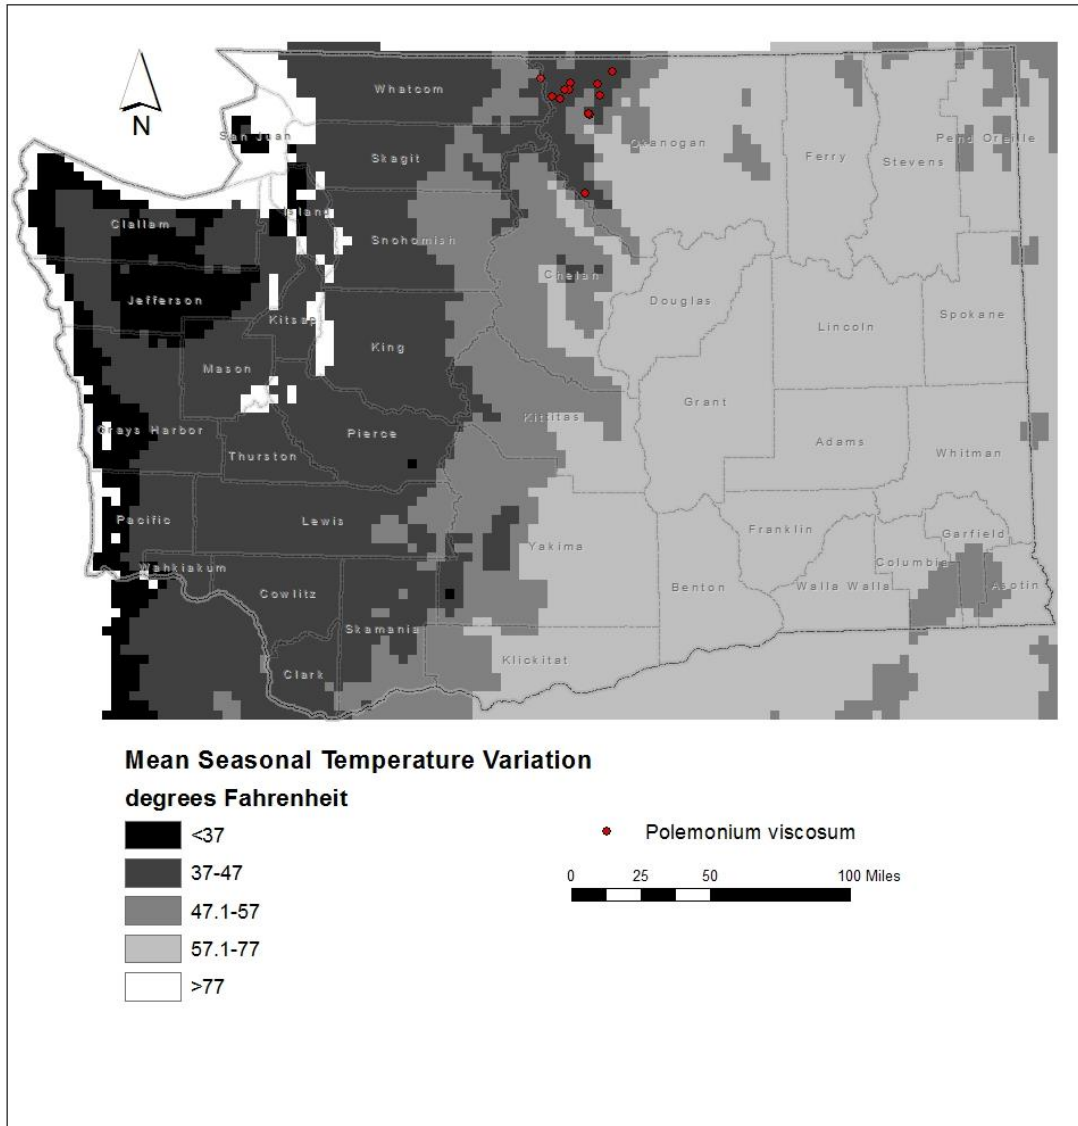 N
Whatcom
San Juan
Skagit
Okanogan
Ferry
Stevens
Pend Oreille
Island
Clallam
Snohomish
Chelan
Jefferson
Kitsap
Douglas
Lincoln
Spokane
King
Mason
Grant
Kittitas
Grays Harbor
Pierce
Adams
Thurston
Whitman
Pacific
Lewis
Franklin
Garfield
Yakima
Columbia
Wahkiakum
Benton
Walla Walla
Asotin
Cowlitz
Skamania
Klickitat
Clark
Mean Seasonal Temperature Variation
degrees Fahrenheit
<37
37-47
47.1-57
57.1-77
>77
Polemonium viscosum
0 25 50 100 Miles